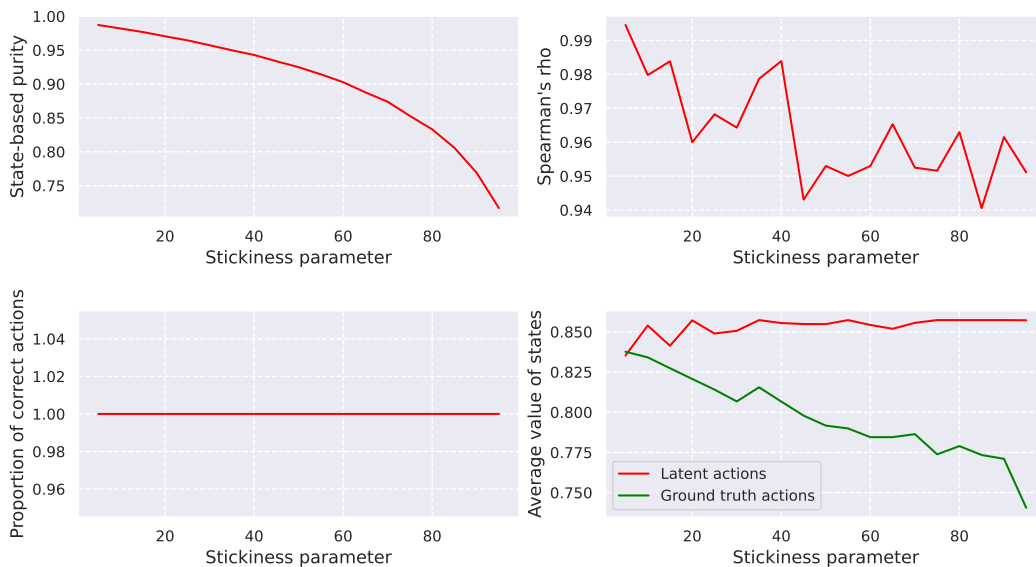 State-based purity
1.00
0.95
0.90
0.85
0.80
0.75
20 40 60 80
Stickiness parameter
Spearman's rho
0.99
0.98
0.97
0.96
0.95
0.94
20 40 60 80
Stickiness parameter
Proportion of correct actions
1.04
1.02
1.00
0.98
0.96
20 40 60 80
Stickiness parameter
Average value of states
0.850
0.825
0.800
0.775
0.750
Latent actions
Ground truth actions
20 40 60 80
Stickiness parameter